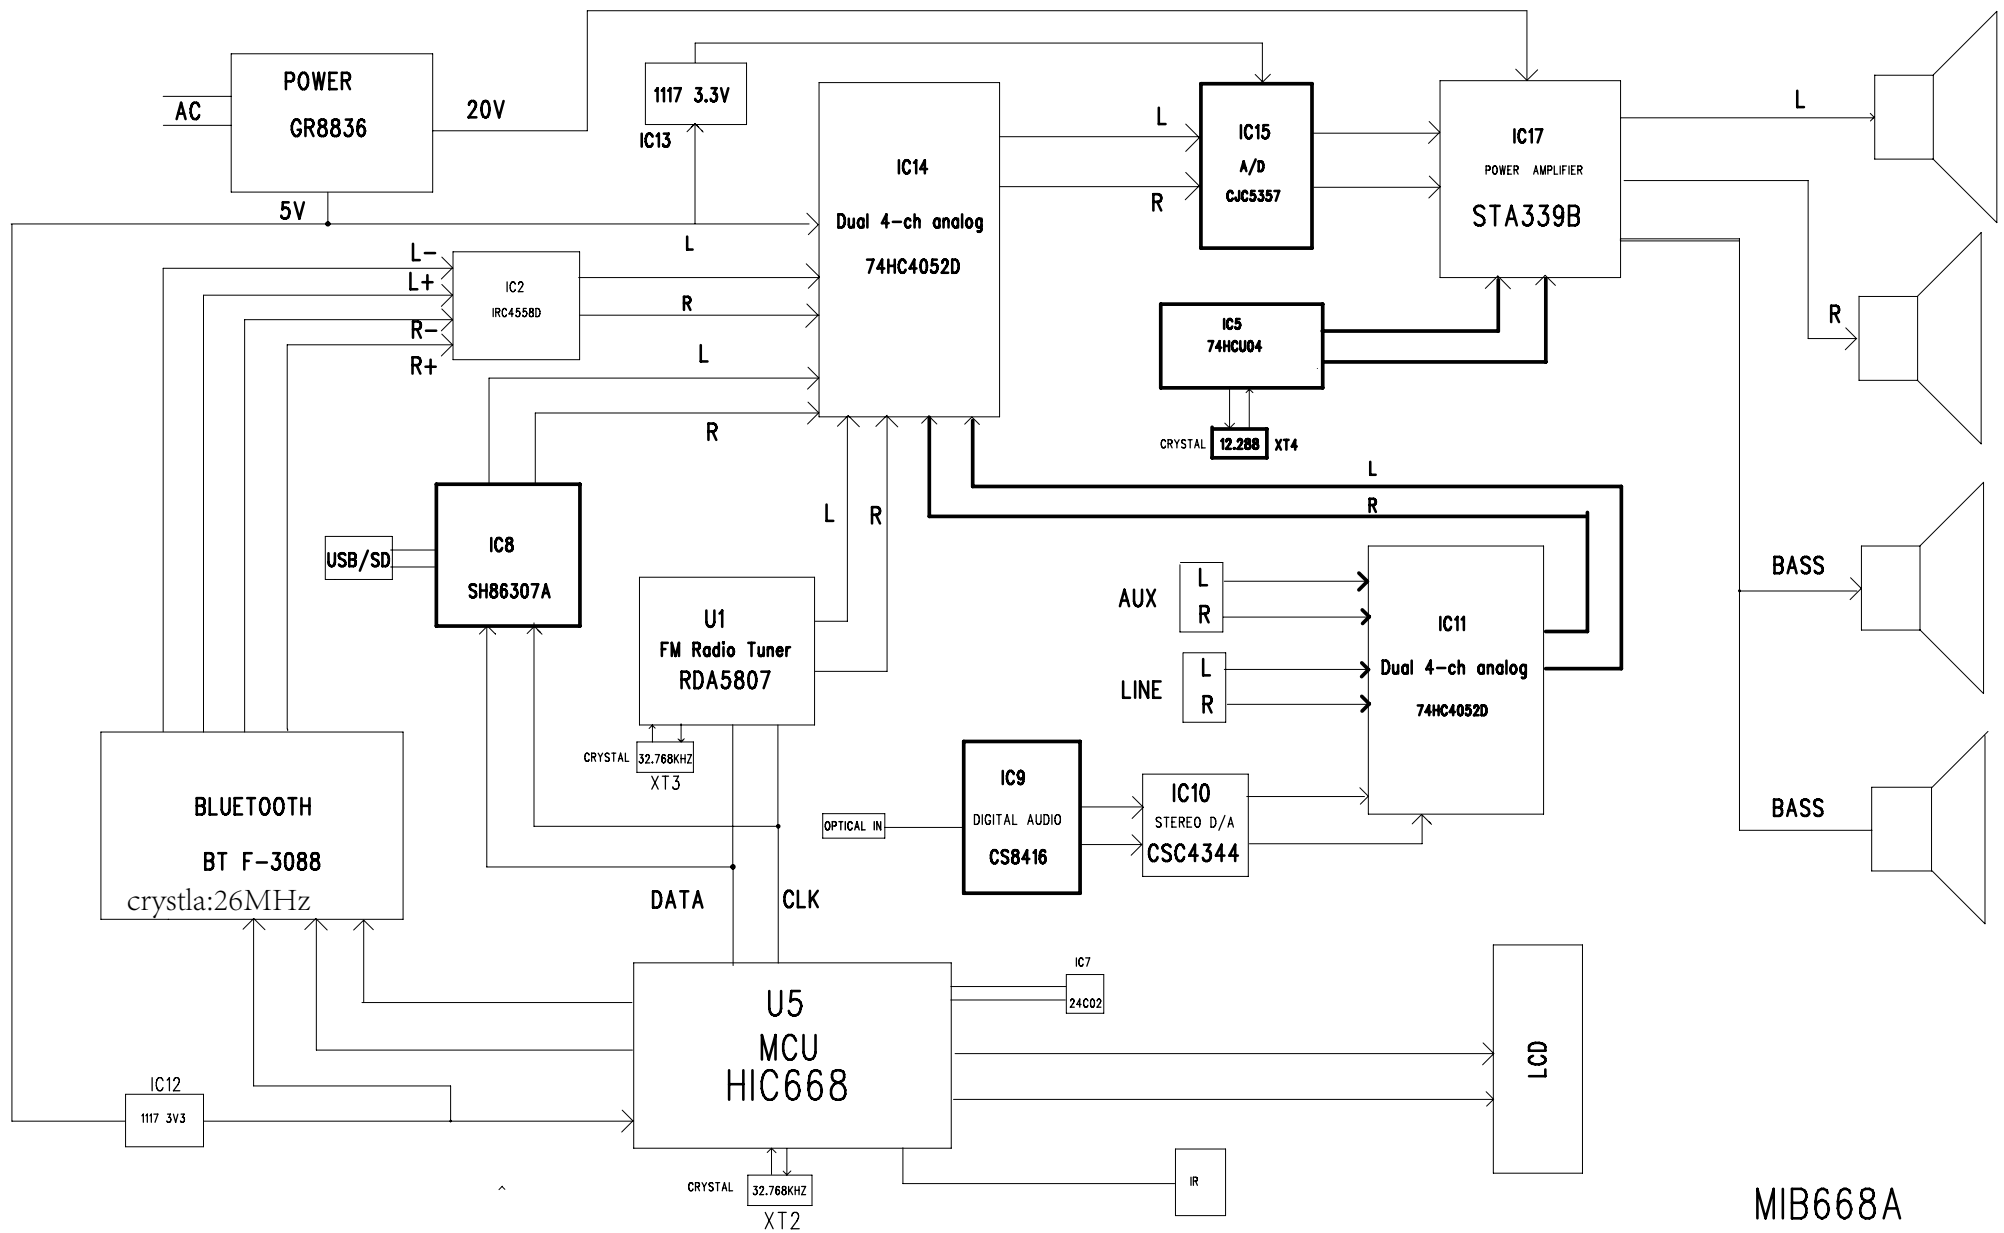 POWER
GR8836
AC
20V
5V
1117 3.3V
IC13
IC14
Dual 4-ch analog
74HC4052D
L
R
IC15
A/D
CJC5357
IC17
POWER AMPLIFIER
STA339B
L
R
BASS
BASS
L-
L+
R-
R+
IC2
IRC4558D
L
R
L
R
IC5
74HCU04
CRYSTAL
12.288
XT4
L
R
USB/SD
IC8
SH86307A
L
R
U1
FM Radio Tuner
RDA5807
CRYSTAL
32.768KHZ
XT3
AUX
L
R
LINE
L
R
IC11
Dual 4-ch analog
74HC4052D
OPTICAL IN
IC9
DIGITAL AUDIO
CS8416
IC10
STEREO D/A
CSC4344
BLUETOOTH
BT F-3088
crystla:26MHz
DATA
CLK
U5
MCU
HIC668
IC7
24C02
LCD
IC12
1117 3V3
CRYSTAL
32.768KHZ
XT2
IR
MIB668A